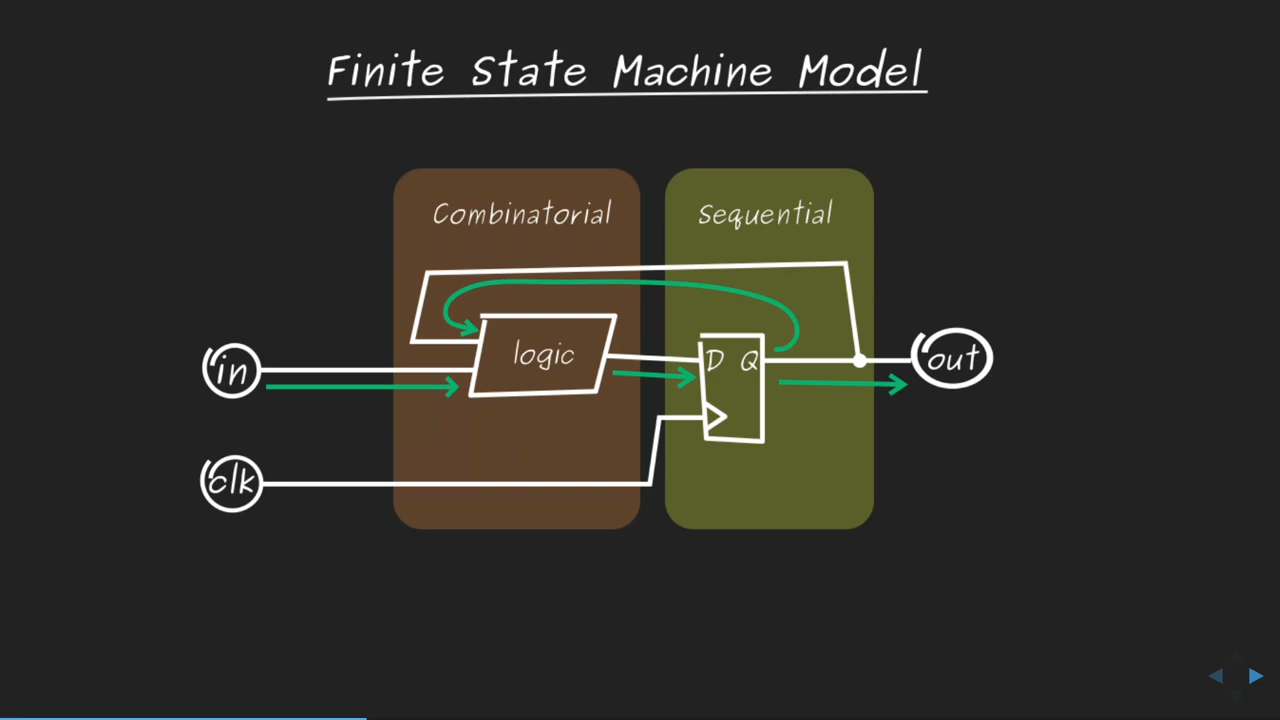 Finite State Machine Model
Combinatorial
Sequential
in
logic
D Q
out
clk